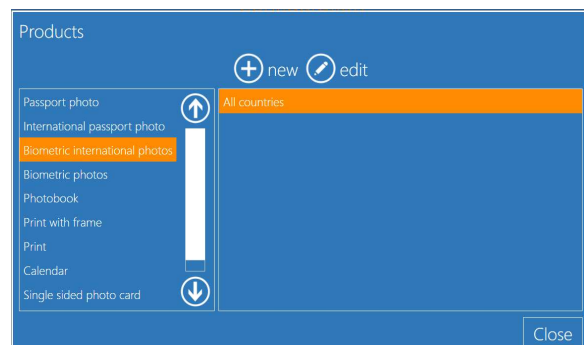 Products
new edit
Passport photo
International passport photo
Biometric international photos
Biometric photos
Photobook
Print with frame
Print
Calendar
Single sided photo card
All countries
Close